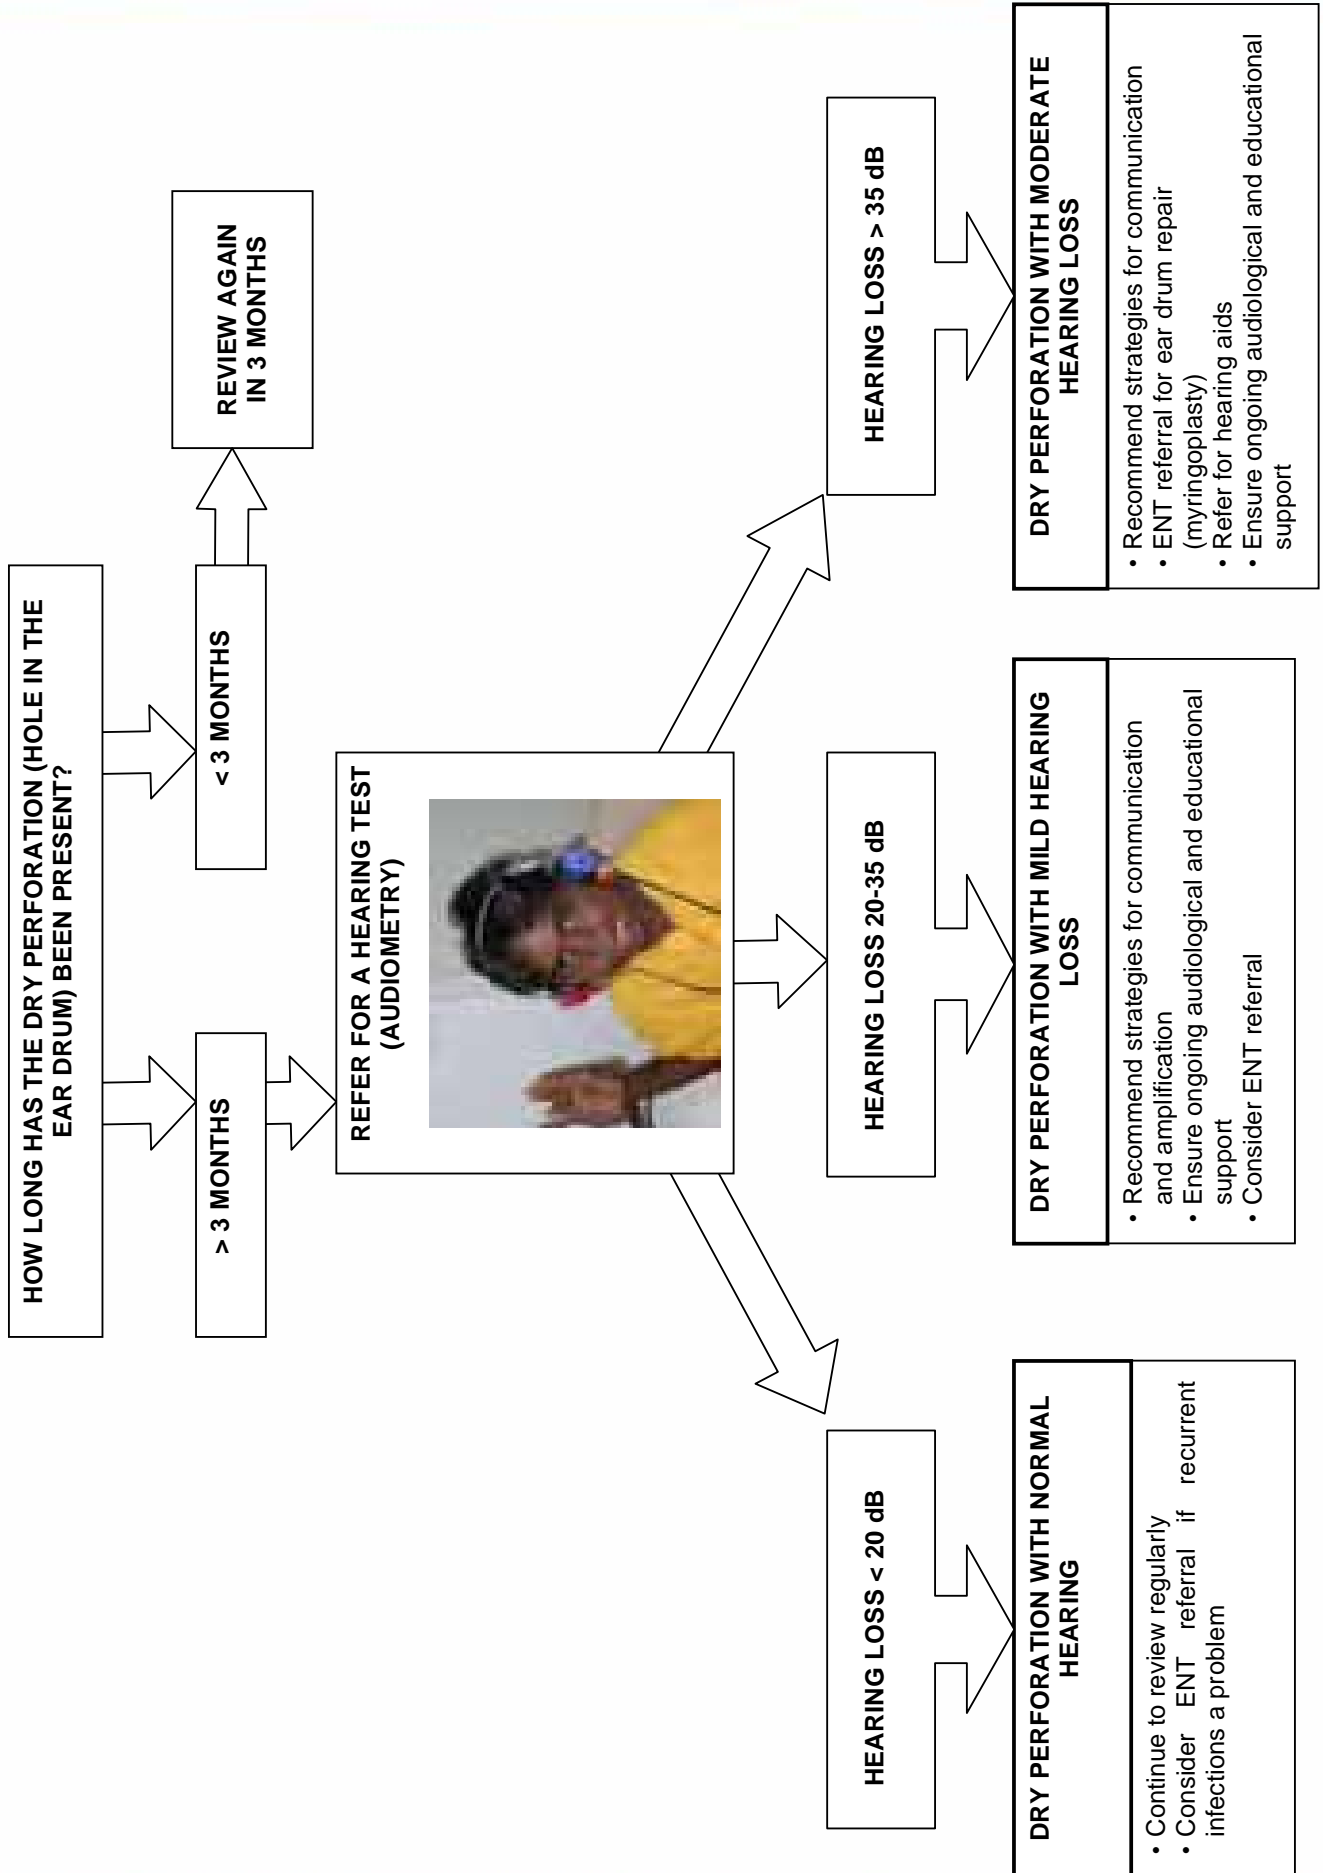 HOW LONG HAS THE DRY PERFORATION (HOLE IN THE
EAR DRUM) BEEN PRESENT?
> 3 MONTHS
< 3 MONTHS
REVIEW AGAIN
IN 3 MONTHS
REFER FOR A HEARING TEST
(AUDIOMETRY)
HEARING LOSS < 20 dB
HEARING LOSS 20-35 dB
HEARING LOSS > 35 dB
DRY PERFORATION WITH NORMAL
HEARING
• Continue to review regularly
• Consider ENT referral if recurrent
infections a problem
DRY PERFORATION WITH MILD HEARING
LOSS
• Recommend strategies for communication
and amplification
• Ensure ongoing audiological and educational
support
• Consider ENT referral
DRY PERFORATION WITH MODERATE
HEARING LOSS
• Recommend strategies for communication
• ENT referral for ear drum repair
(myringoplasty)
• Refer for hearing aids
• Ensure ongoing audiological and educational
support